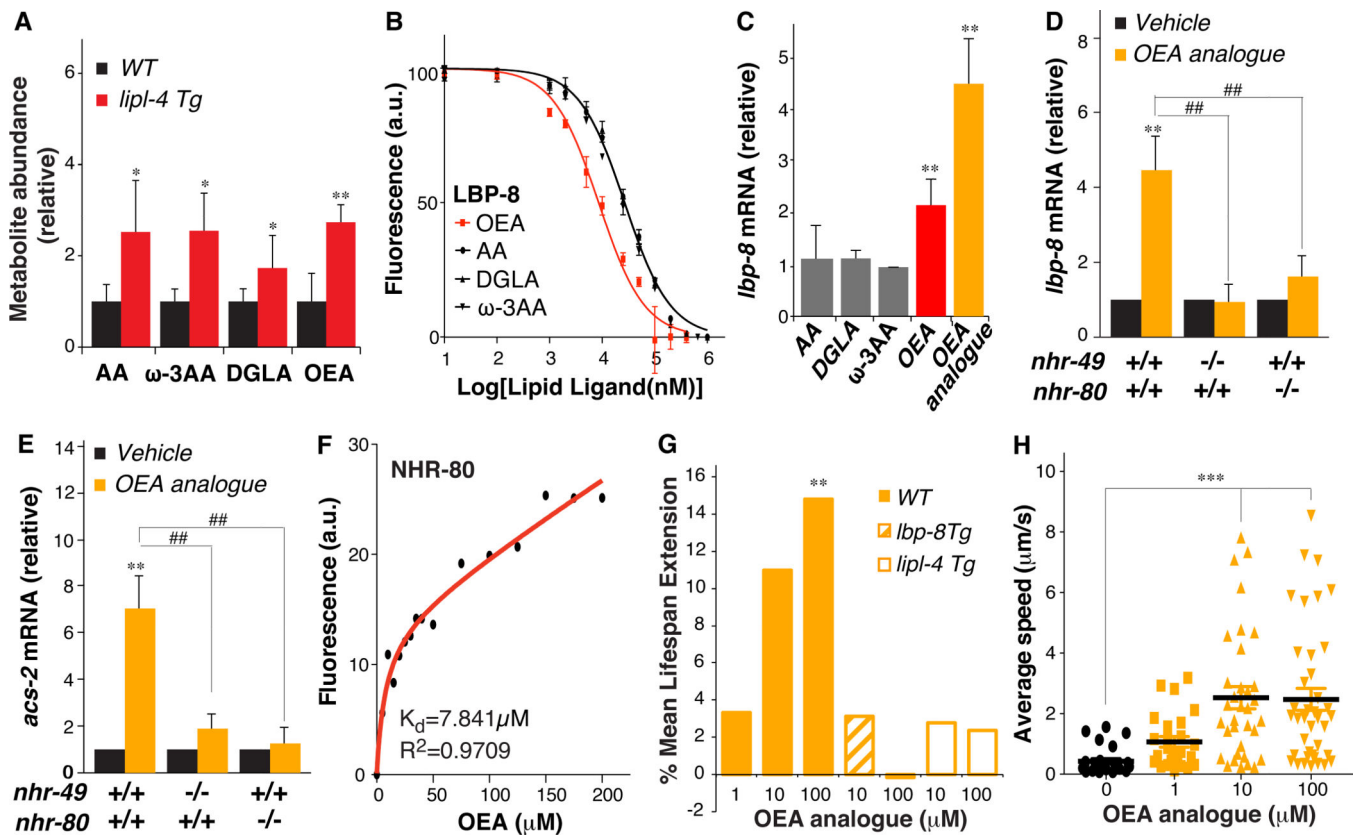 A
Metabolite abundance
(relative)
6
4
2
0
WT
lipl-4 Tg
*
*
*
**
AA
ω-3AA
DGLA
OEA
B
Fluorescence (a.u.)
100
50
0
LBP-8
OEA
AA
DGLA
ω-3AA
1
2
3
4
5
6
Log[Lipid Ligand(nM)]
C
lbp-8 mRNA (relative)
5
4
3
2
1
0
**
**
AA
DGLA
ω-3AA
OEA
OEA
analogue
D
Vehicle
OEA analogue
lbp-8 mRNA (relative)
8
6
4
2
0
**
##
##
nhr-49 +/+ -/- +/+
nhr-80 +/+ +/+ -/-
E
Vehicle
OEA analogue
acs-2 mRNA (relative)
14
12
10
8
6
4
2
0
**
##
##
nhr-49 +/+ -/- +/+
nhr-80 +/+ +/+ -/-
F
NHR-80
Fluorescence (a.u.)
30
20
10
0
Kd=7.841μM
R²=0.9709
0
50
100
150
200
OEA (μM)
G
% Mean Lifespan Extension
16
14
12
10
8
6
4
2
0
-2
**
WT
lbp-8Tg
lipl-4 Tg
1 10 100 10 100 10 100
OEA analogue (μM)
H
Average speed (μm/s)
10
8
6
4
2
0
***
0
1
10
100
OEA analogue (μM)